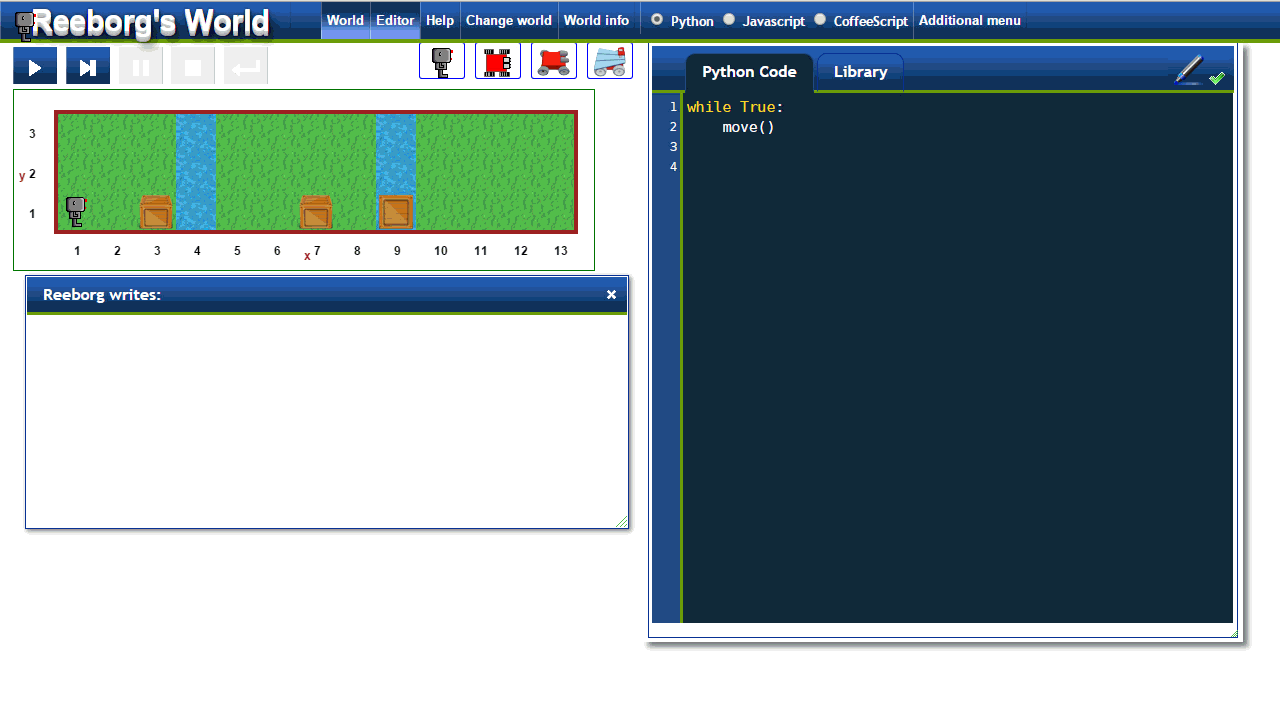 Reeborg's World
World Editor Help Change world World info Python Javascript CoffeeScript Additional menu
3
y 2
1
1 2 3 4 5 6 x 7 8 9 10 11 12 13
Reeborg writes: ×
Python Code Library
1 while True:
2     move()
3
4